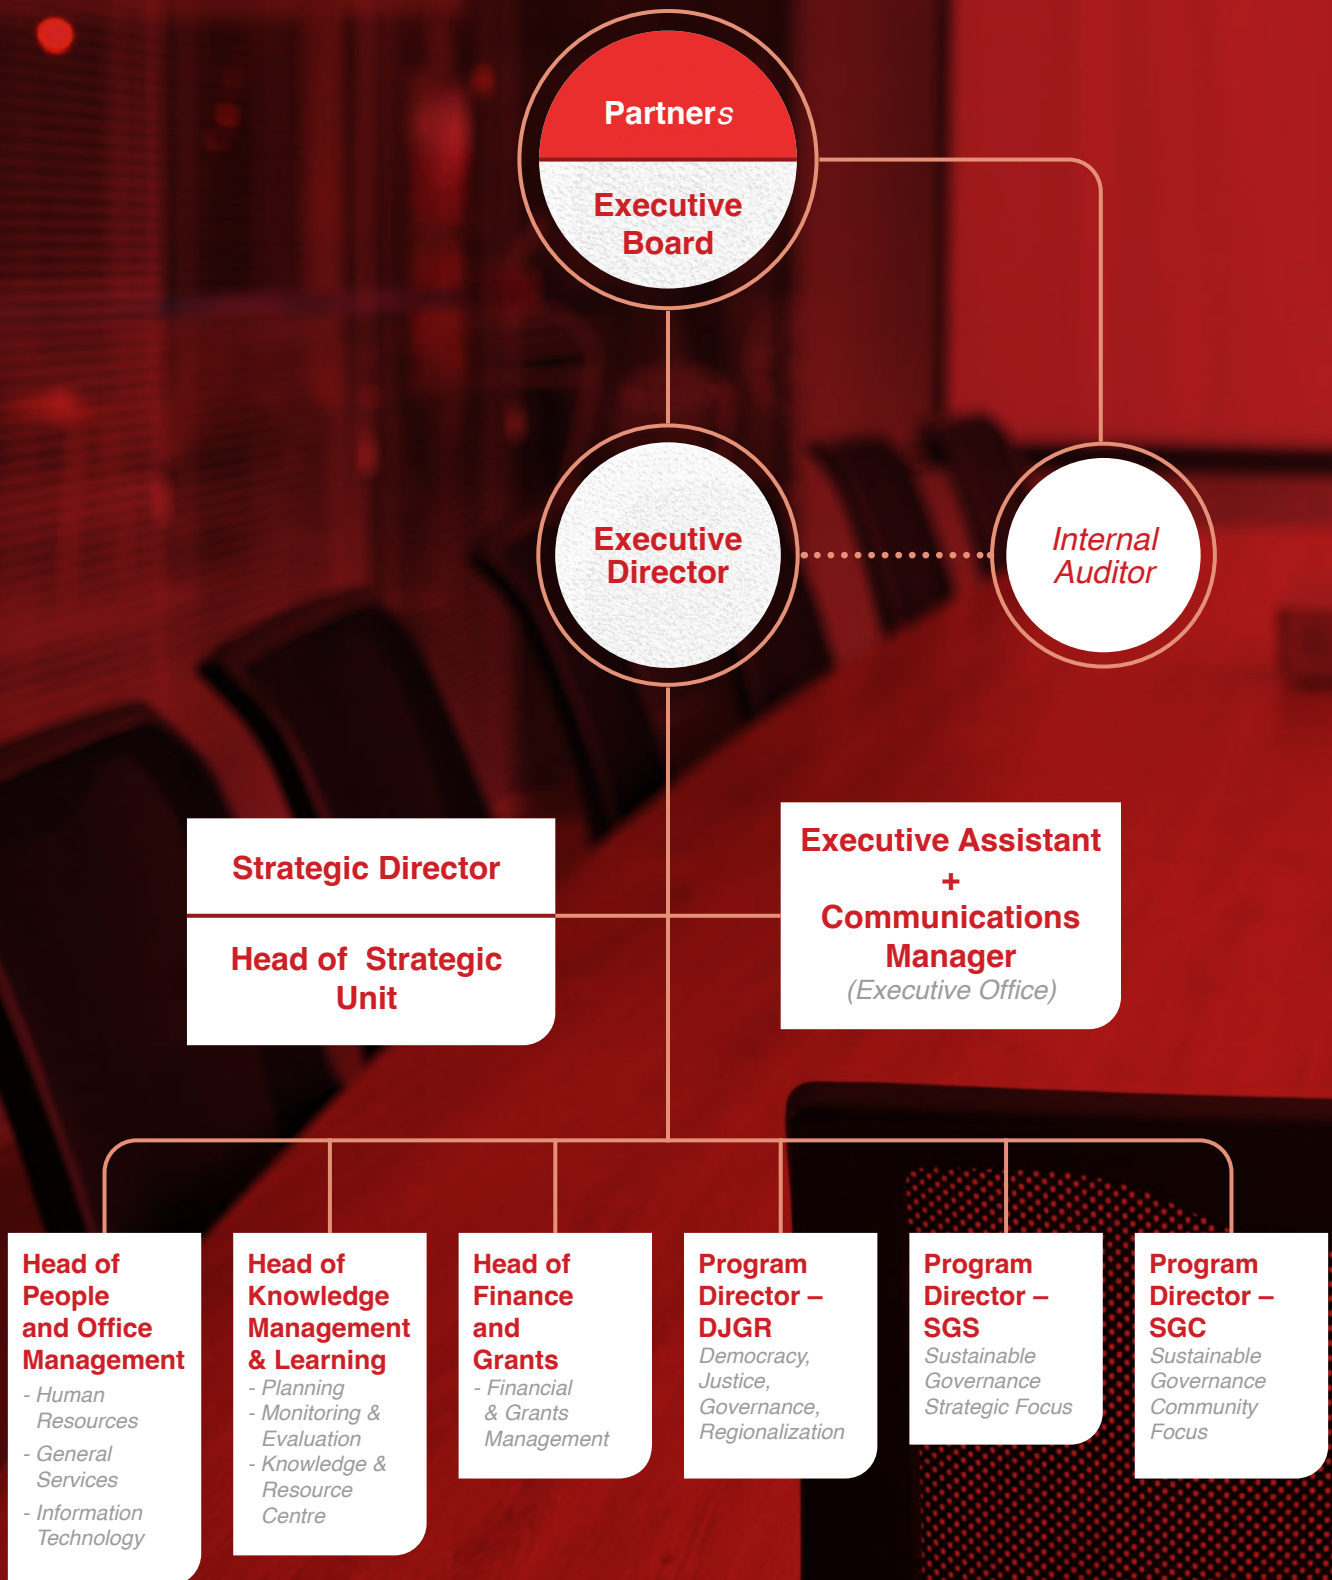 Partners
Executive
Board
Executive
Director
Internal
Auditor
Strategic Director
Head of Strategic
Unit
Executive Assistant
+
Communications
Manager
(Executive Office)
Head of
People
and Office
Management
- Human
Resources
- General
Services
- Information
Technology
Head of
Knowledge
Management
& Learning
- Planning
- Monitoring &
Evaluation
- Knowledge &
Resource
Centre
Head of
Finance
and
Grants
- Financial
& Grants
Management
Program
Director –
DJGR
Democracy,
Justice,
Governance,
Regionalization
Program
Director –
SGS
Sustainable
Governance
Strategic Focus
Program
Director –
SGC
Sustainable
Governance
Community
Focus